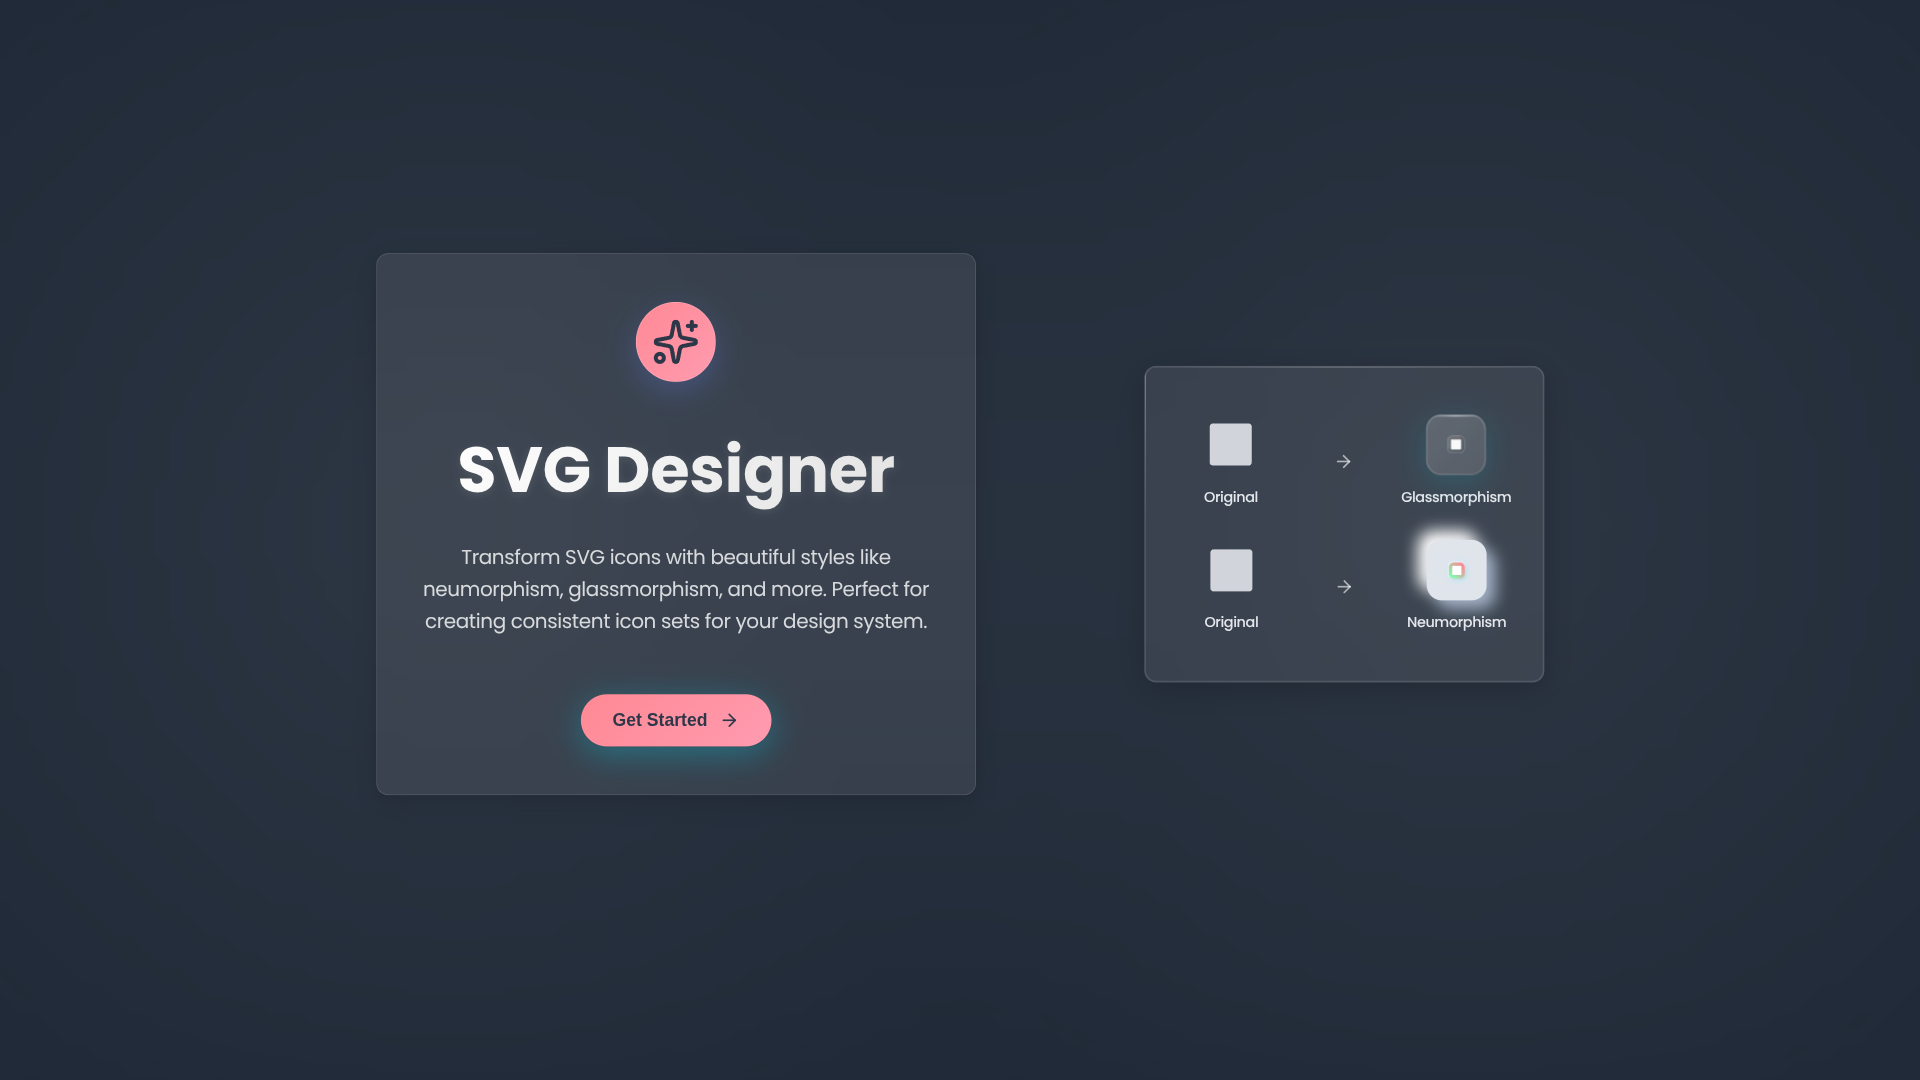 SVG Designer
Transform SVG icons with beautiful styles like
neumorphism, glassmorphism, and more. Perfect for
creating consistent icon sets for your design system.
Get Started
Original
Glassmorphism
Original
Neumorphism